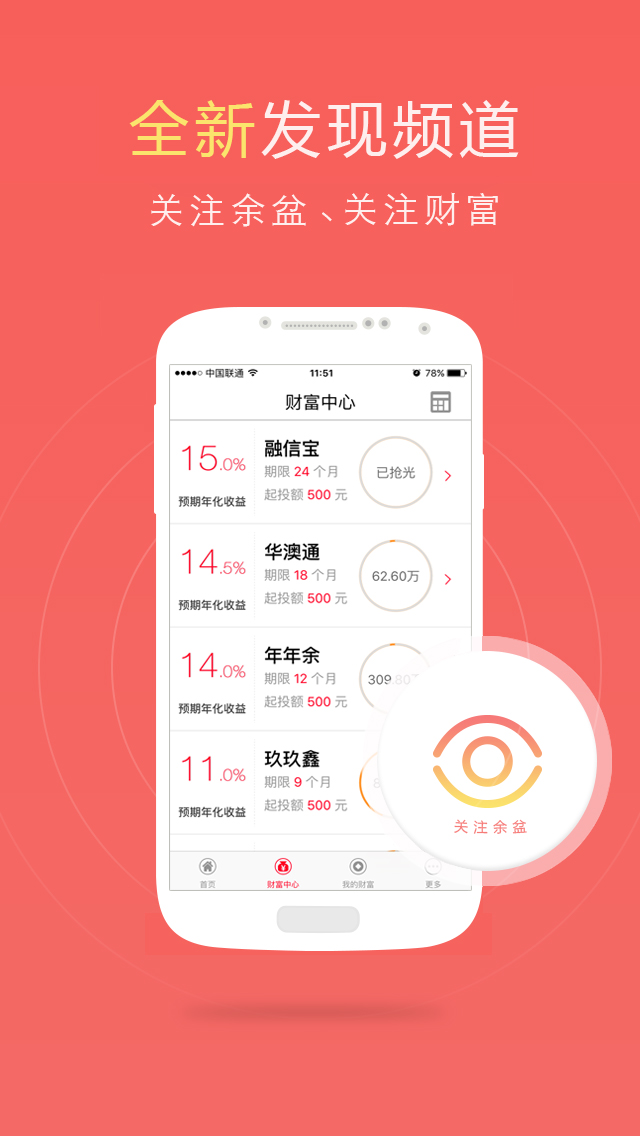 全新发现频道
关注余盆、关注财富
中国联通 11:51 78%
财富中心
15.0%
预期年化收益
融信宝
期限 24 个月
起投额 500 元
已抢光
14.5%
预期年化收益
华澳通
期限 18 个月
起投额 500 元
62.60万
14.0%
预期年化收益
年年余
期限 12 个月
起投额 500 元
309.80
11.0%
预期年化收益
玖玖鑫
期限 9 个月
起投额 500 元
关注余盆
首页 财富中心 我的财富 更多